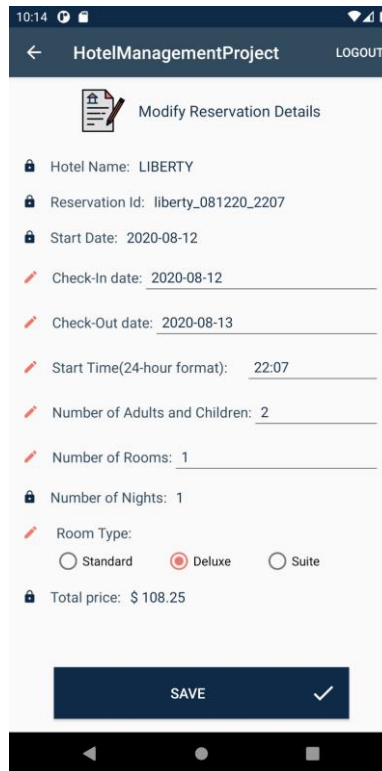 10:14
HotelManagementProject LOGOUT
Modify Reservation Details
Hotel Name: LIBERTY
Reservation Id: liberty_081220_2207
Start Date: 2020-08-12
Check-In date: 2020-08-12
Check-Out date: 2020-08-13
Start Time(24-hour format): 22:07
Number of Adults and Children: 2
Number of Rooms: 1
Number of Nights: 1
Room Type:
Standard Deluxe Suite
Total price: $ 108.25
SAVE